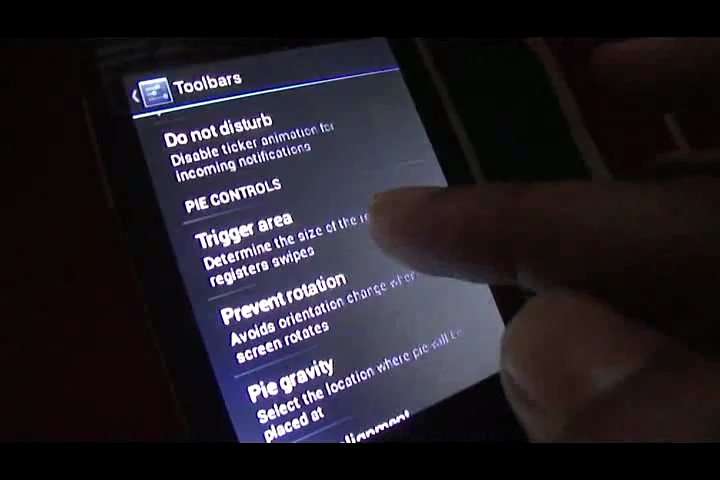 Toolbars
Do not disturb
Disable ticker animation for
incoming notifications
PIE CONTROLS
Trigger area
Determine the size of the
registers swipes
Prevent rotation
Avoids orientation change when
screen rotates
Pie gravity
Select the location where pie will be
placed at